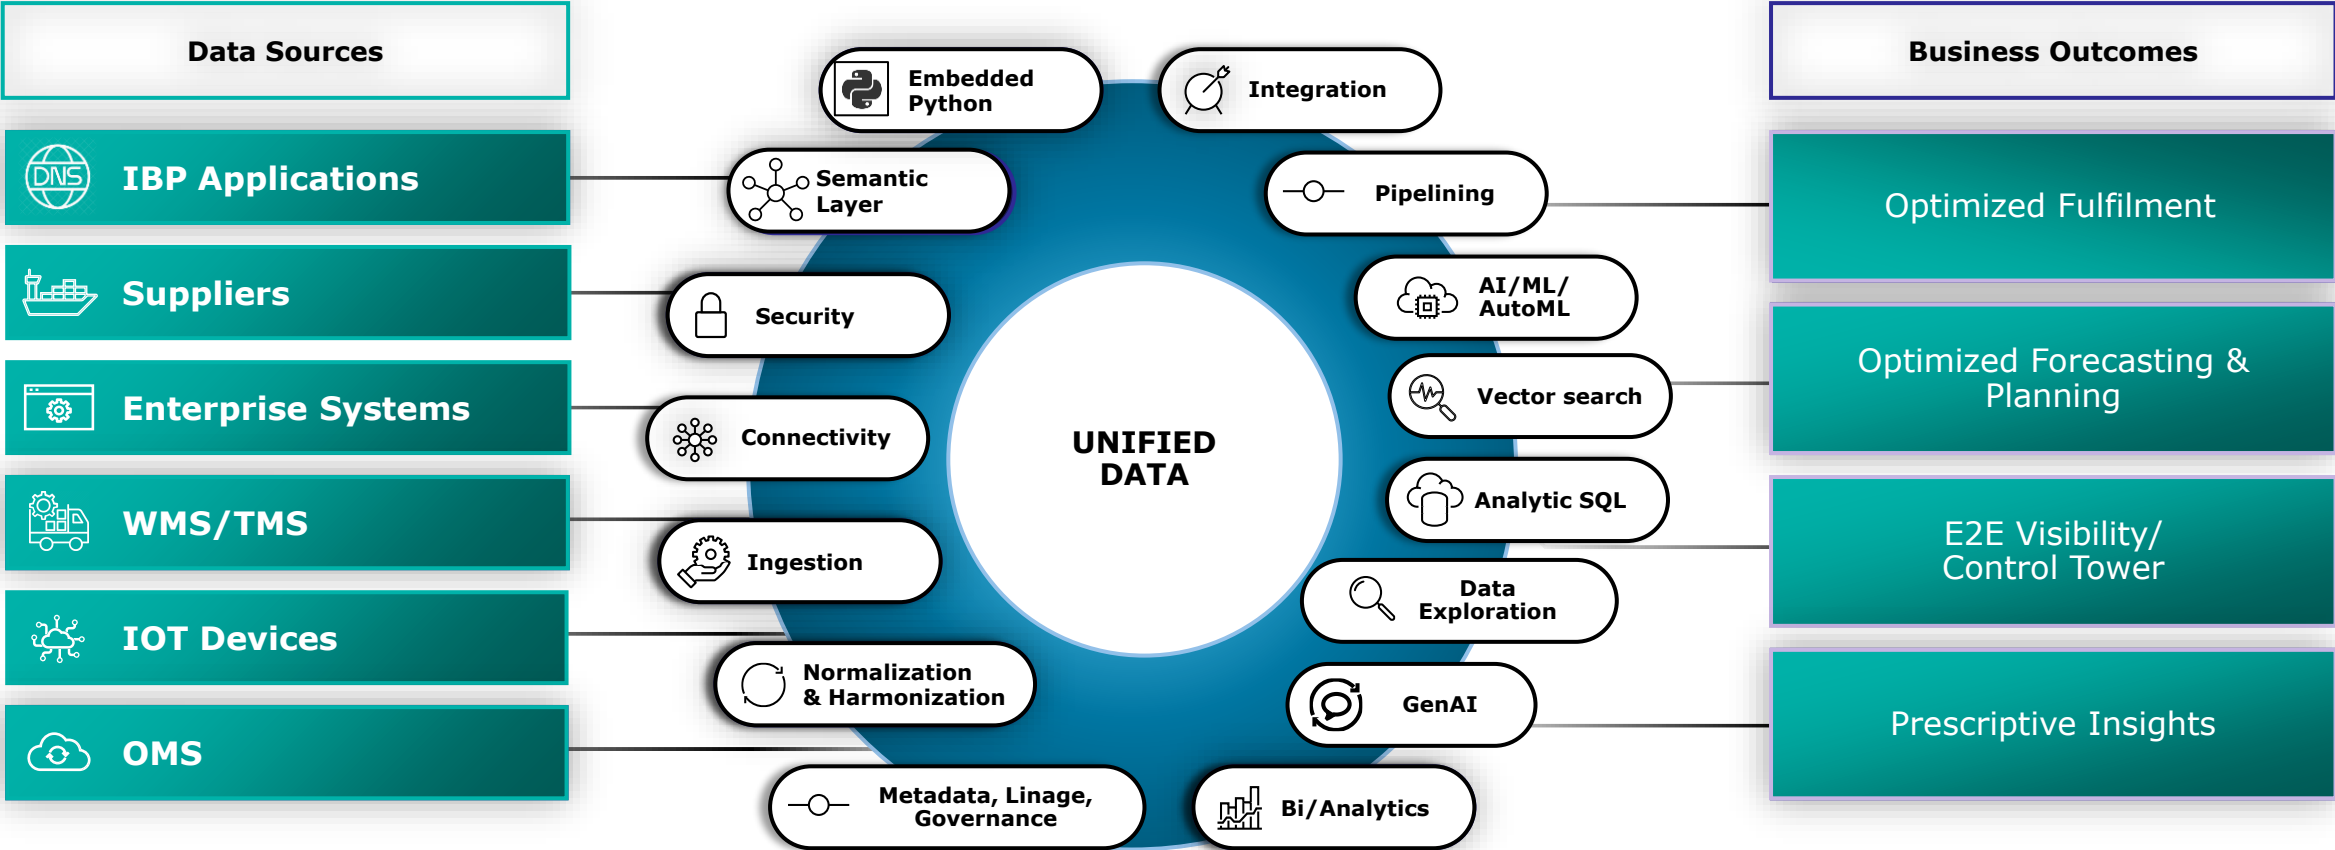 Data Sources
IBP Applications
DNS
Suppliers
Enterprise Systems
WMS/TMS
IOT Devices
OMS
Embedded
Python
Semantic
Layer
Security
Connectivity
Ingestion
Normalization
& Harmonization
Metadata, Linage,
Governance
UNIFIED
DATA
Integration
Pipelining
AI/ML/
AutoML
Vector search
Analytic SQL
Data
Exploration
GenAI
Bi/Analytics
Business Outcomes
Optimized Fulfilment
Optimized Forecasting &
Planning
E2E Visibility/
Control Tower
Prescriptive Insights